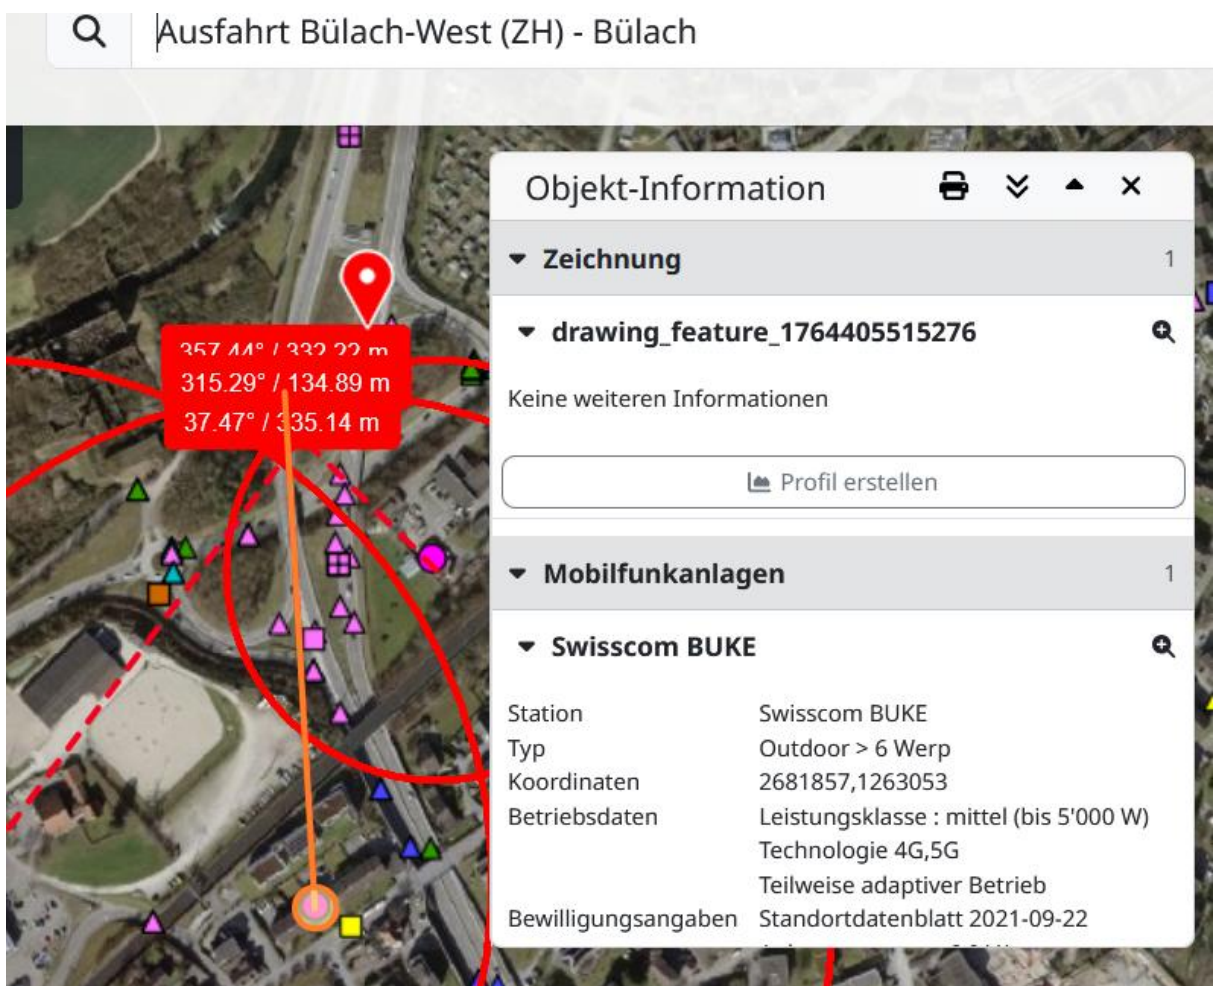 Ausfahrt Bülach-West (ZH) - Bülach
Objekt-Information
Zeichnung 1
drawing_feature_1764405515276
Keine weiteren Informationen
Profil erstellen
Mobilfunkanlagen 1
Swisscom BUKE
Station Swisscom BUKE
Typ Outdoor > 6 Werp
Koordinaten 2681857,1263053
Betriebsdaten Leistungsklasse : mittel (bis 5'000 W)
Technologie 4G,5G
Teilweise adaptiver Betrieb
Bewilligungsangaben Standortdatenblatt 2021-09-22
357.44° / 332.22 m
315.29° / 134.89 m
37.47° / 335.14 m